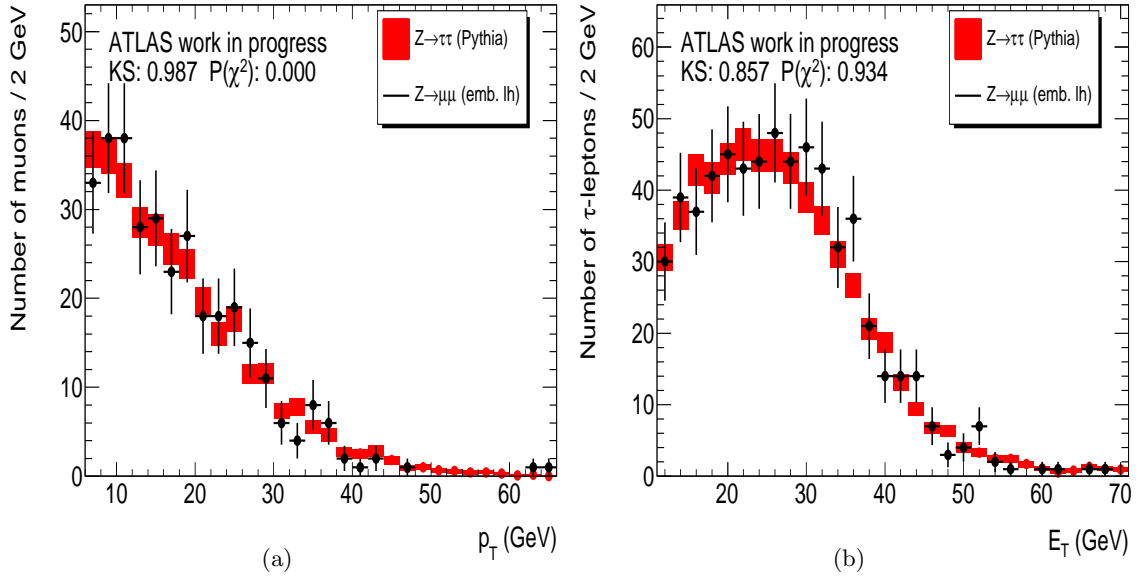 Number of muons / 2 GeV
50
40
30
20
10
0
ATLAS work in progress
KS: 0.987 P(χ²): 0.000
Z→ττ (Pythia)
Z→μμ (emb. lh)
10 20 30 40 50 60
p_T (GeV)
(a)
Number of τ-leptons / 2 GeV
60
50
40
30
20
10
0
ATLAS work in progress
KS: 0.857 P(χ²): 0.934
Z→ττ (Pythia)
Z→μμ (emb. lh)
20 30 40 50 60 70
E_T (GeV)
(b)